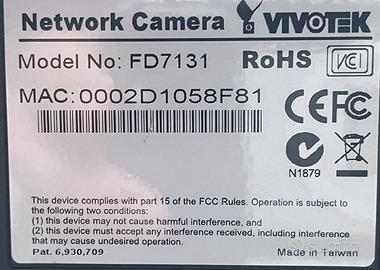 Network Camera VIVOTEK
Model No: FD7131 RoHS VCCI
MAC:0002D1058F81 CE FC
N1879
This device complies with part 15 of the FCC Rules. Operation is subject to
the following two conditions:
(1) this device may not cause harmful interference, and
(2) this device must accept any interference received, including interference
that may cause undesired operation.
Pat. 6,930,709 Made in Taiwan